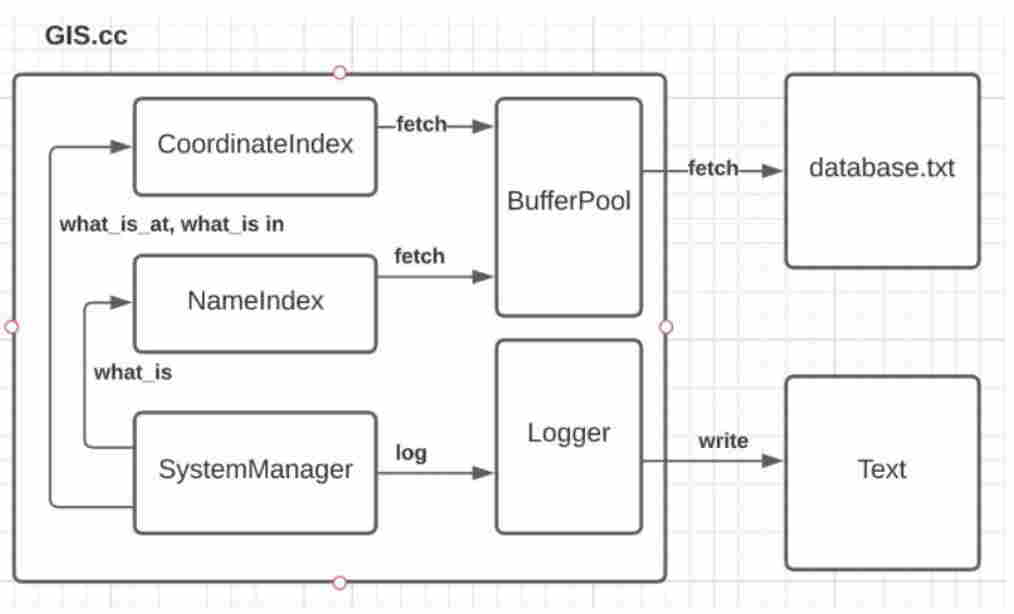 GIS.cc
CoordinateIndex
fetch
BufferPool
fetch
database.txt
what_is_at, what_is in
NameIndex
fetch
what_is
SystemManager
log
Logger
write
Text